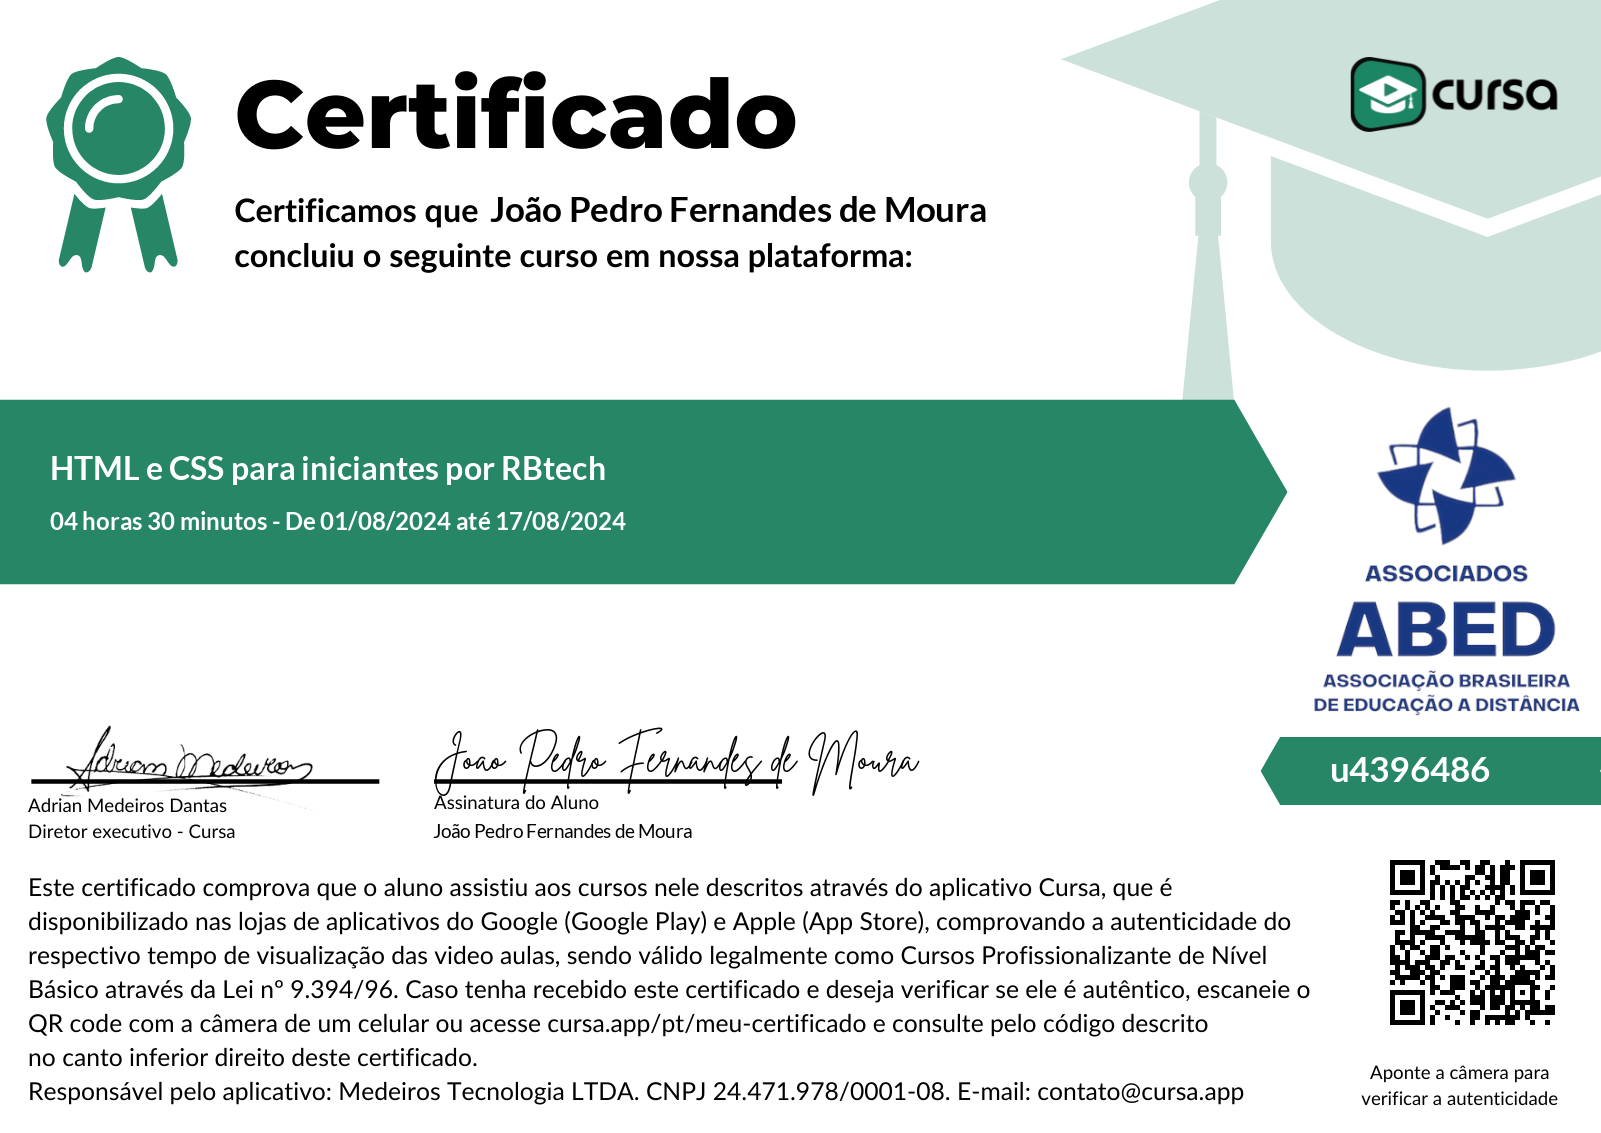 Certificado
cursa
Certificamos que João Pedro Fernandes de Moura
concluiu o seguinte curso em nossa plataforma:
HTML e CSS para iniciantes por RBtech
04 horas 30 minutos - De 01/08/2024 até 17/08/2024
ASSOCIADOS
ABED
ASSOCIAÇÃO BRASILEIRA
DE EDUCAÇÃO A DISTÂNCIA
u4396486
Adrian Medeiros
Adrian Medeiros Dantas
Diretor executivo - Cursa
Joao Pedro Fernandes de Moura
Assinatura do Aluno
João Pedro Fernandes de Moura
Este certificado comprova que o aluno assistiu aos cursos nele descritos através do aplicativo Cursa, que é
disponibilizado nas lojas de aplicativos do Google (Google Play) e Apple (App Store), comprovando a autenticidade do
respectivo tempo de visualização das video aulas, sendo válido legalmente como Cursos Profissionalizante de Nível
Básico através da Lei nº 9.394/96. Caso tenha recebido este certificado e deseja verificar se ele é autêntico, escaneie o
QR code com a câmera de um celular ou acesse cursa.app/pt/meu-certificado e consulte pelo código descrito
no canto inferior direito deste certificado.
Responsável pelo aplicativo: Medeiros Tecnologia LTDA. CNPJ 24.471.978/0001-08. E-mail: contato@cursa.app
Aponte a câmera para
verificar a autenticidade